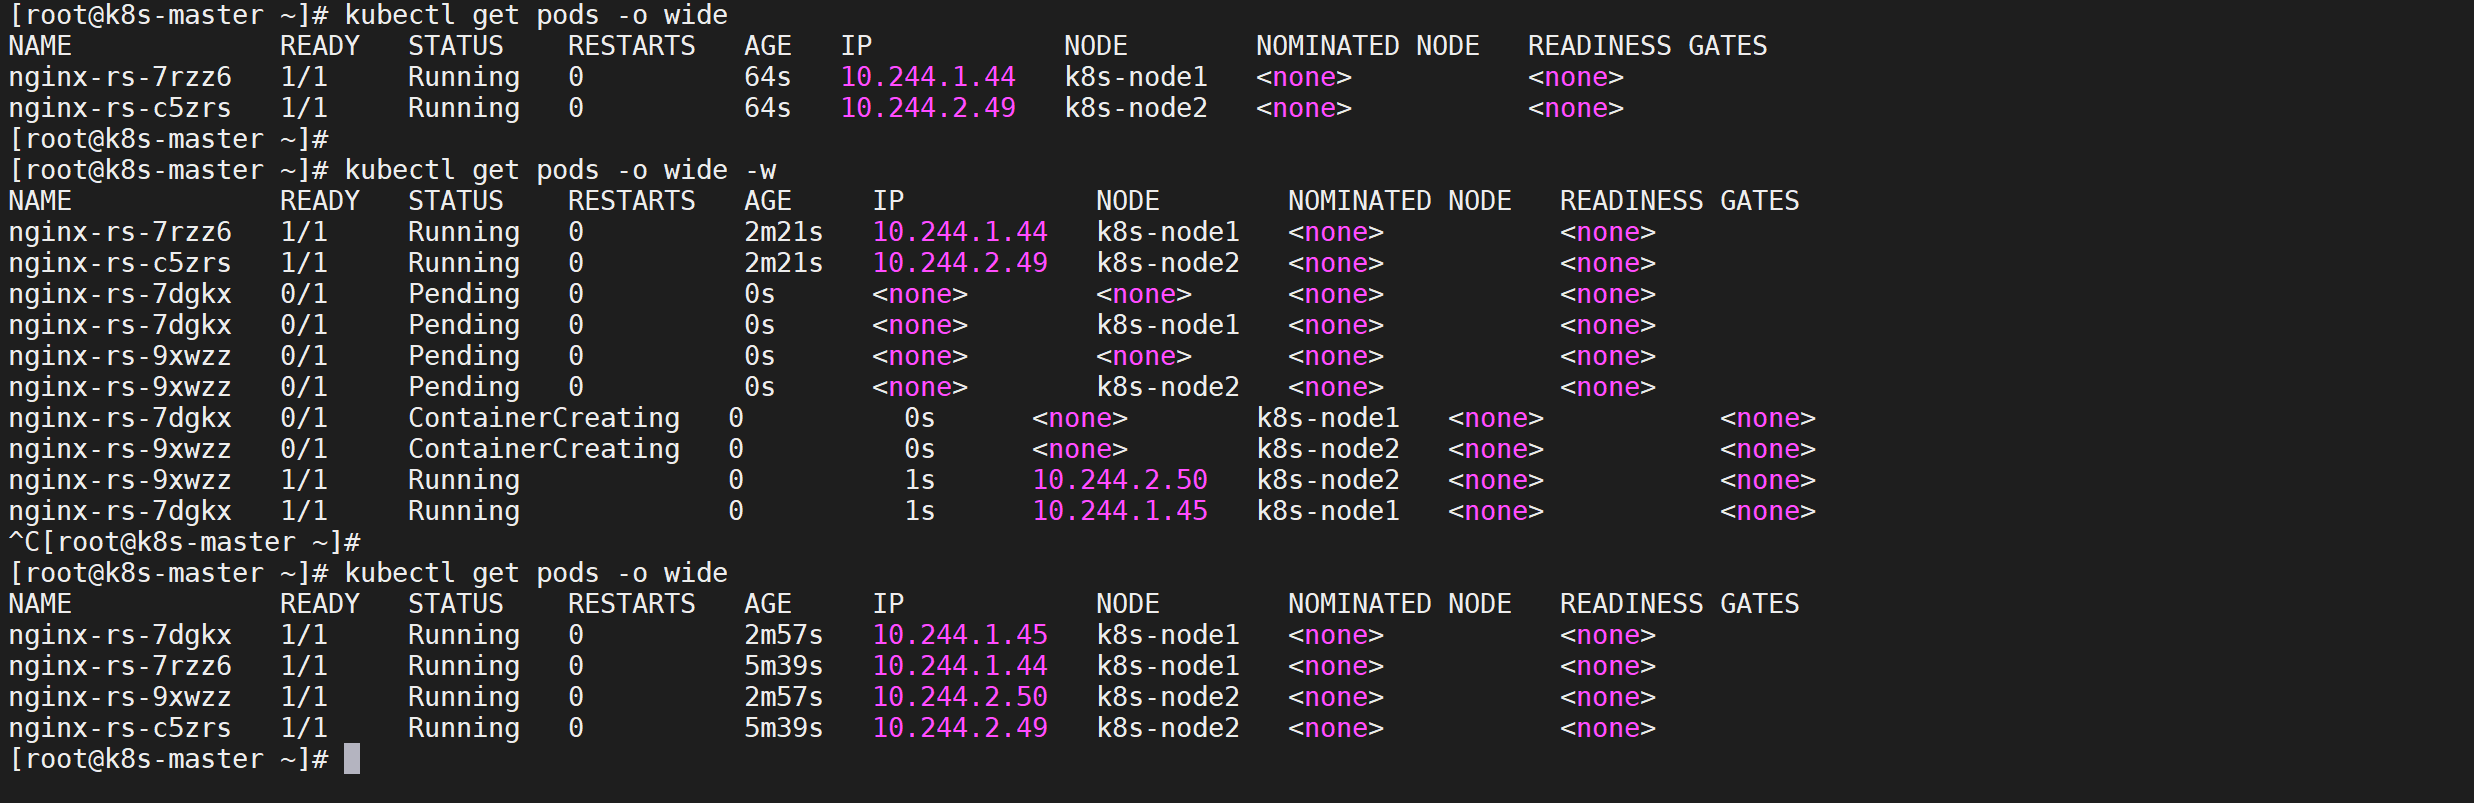 [root@k8s-master ~]# kubectl get pods -o wide
NAME             READY   STATUS    RESTARTS   AGE   IP            NODE        NOMINATED NODE   READINESS GATES
nginx-rs-7rzz6   1/1     Running   0          64s   10.244.1.44   k8s-node1   <none>           <none>
nginx-rs-c5zrs   1/1     Running   0          64s   10.244.2.49   k8s-node2   <none>           <none>
[root@k8s-master ~]#
[root@k8s-master ~]# kubectl get pods -o wide -w
NAME             READY   STATUS    RESTARTS   AGE     IP            NODE        NOMINATED NODE   READINESS GATES
nginx-rs-7rzz6   1/1     Running   0          2m21s   10.244.1.44   k8s-node1   <none>           <none>
nginx-rs-c5zrs   1/1     Running   0          2m21s   10.244.2.49   k8s-node2   <none>           <none>
nginx-rs-7dgkx   0/1     Pending   0          0s      <none>        <none>      <none>           <none>
nginx-rs-7dgkx   0/1     Pending   0          0s      <none>        k8s-node1   <none>           <none>
nginx-rs-9xwzz   0/1     Pending   0          0s      <none>        <none>      <none>           <none>
nginx-rs-9xwzz   0/1     Pending   0          0s      <none>        k8s-node2   <none>           <none>
nginx-rs-7dgkx   0/1     ContainerCreating   0          0s      <none>        k8s-node1   <none>           <none>
nginx-rs-9xwzz   0/1     ContainerCreating   0          0s      <none>        k8s-node2   <none>           <none>
nginx-rs-9xwzz   1/1     Running             0          1s      10.244.2.50   k8s-node2   <none>           <none>
nginx-rs-7dgkx   1/1     Running             0          1s      10.244.1.45   k8s-node1   <none>           <none>
^C[root@k8s-master ~]#
[root@k8s-master ~]# kubectl get pods -o wide
NAME             READY   STATUS    RESTARTS   AGE     IP            NODE        NOMINATED NODE   READINESS GATES
nginx-rs-7dgkx   1/1     Running   0          2m57s   10.244.1.45   k8s-node1   <none>           <none>
nginx-rs-7rzz6   1/1     Running   0          5m39s   10.244.1.44   k8s-node1   <none>           <none>
nginx-rs-9xwzz   1/1     Running   0          2m57s   10.244.2.50   k8s-node2   <none>           <none>
nginx-rs-c5zrs   1/1     Running   0          5m39s   10.244.2.49   k8s-node2   <none>           <none>
[root@k8s-master ~]#